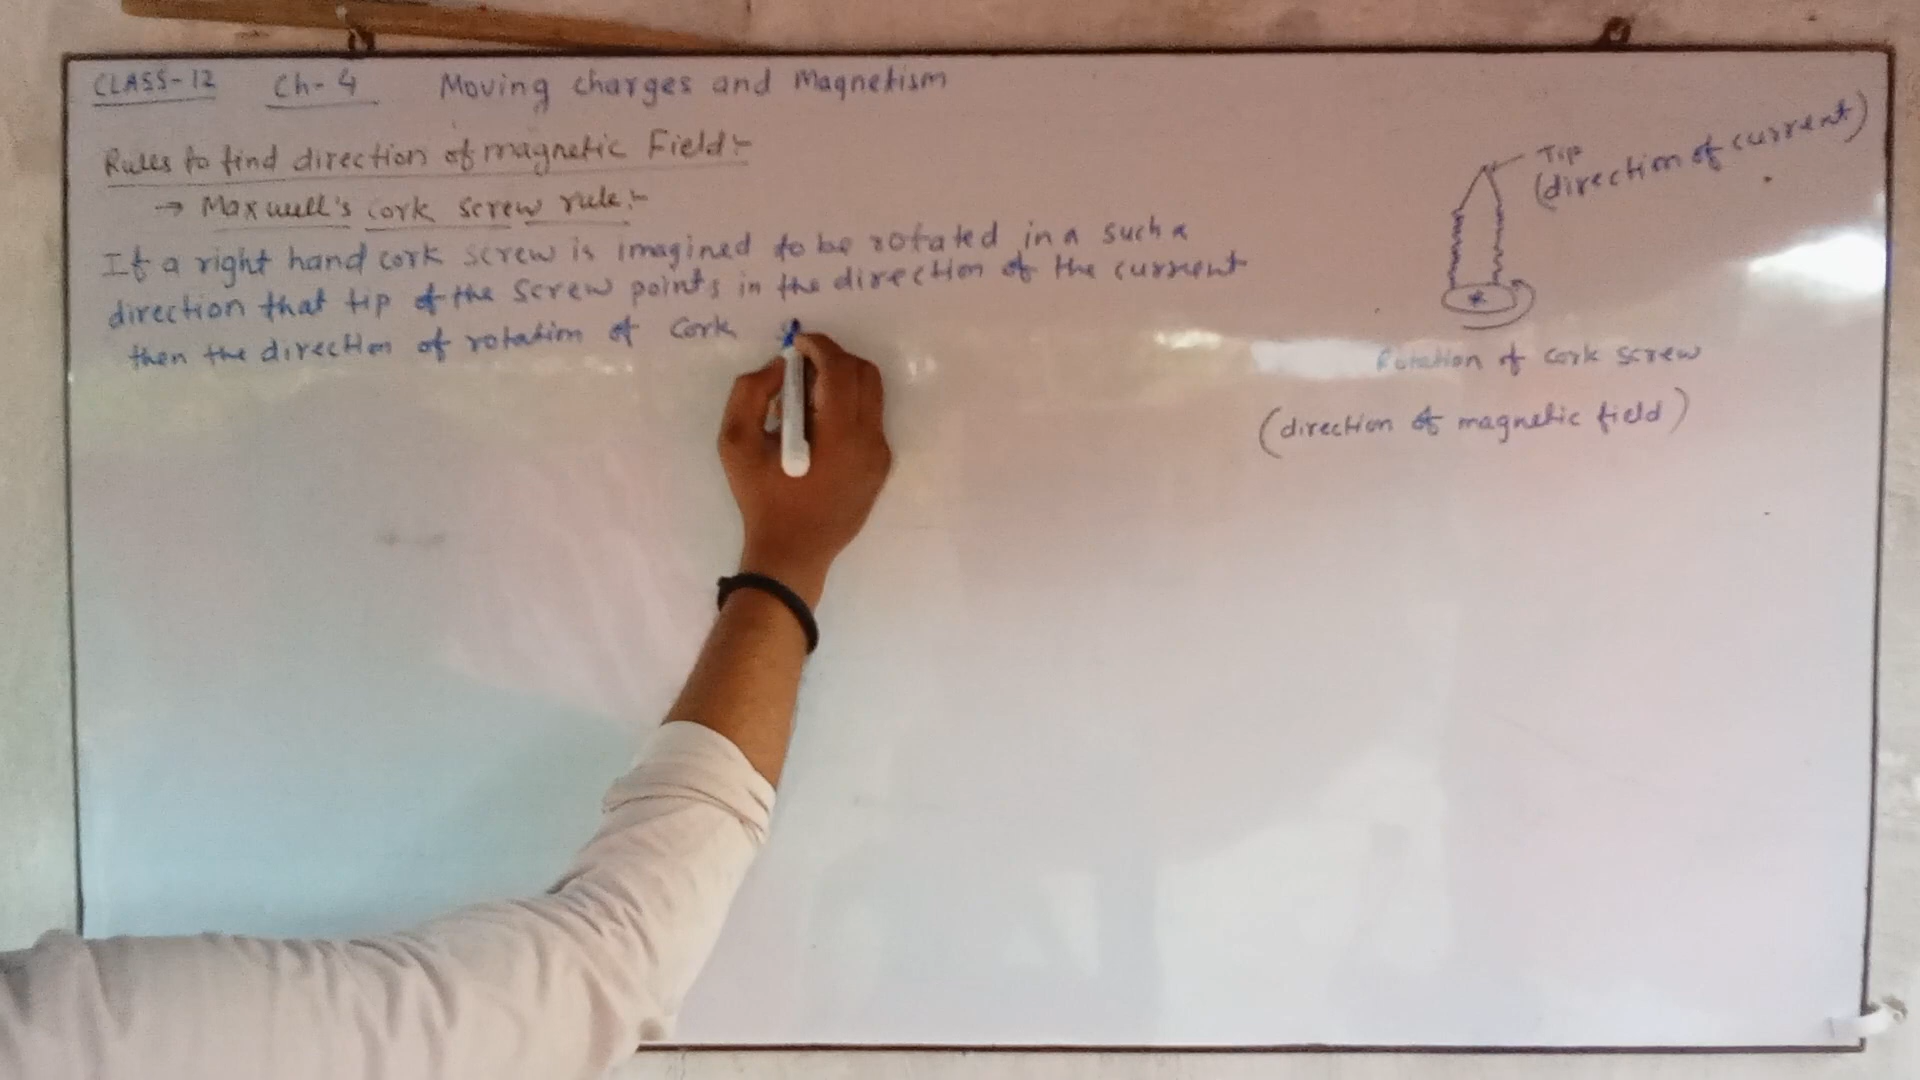 CLASS-12 Ch-4 Moving charges and Magnetism
Rules to find direction of magnetic Field:-
→ Maxwell's cork screw rule:-
If a right hand cork screw is imagined to be rotated in a such a
direction that tip of the screw points in the direction of the current
then the direction of rotation of cork
Tip
(direction of current)
Rotation of cork screw
(direction of magnetic field)